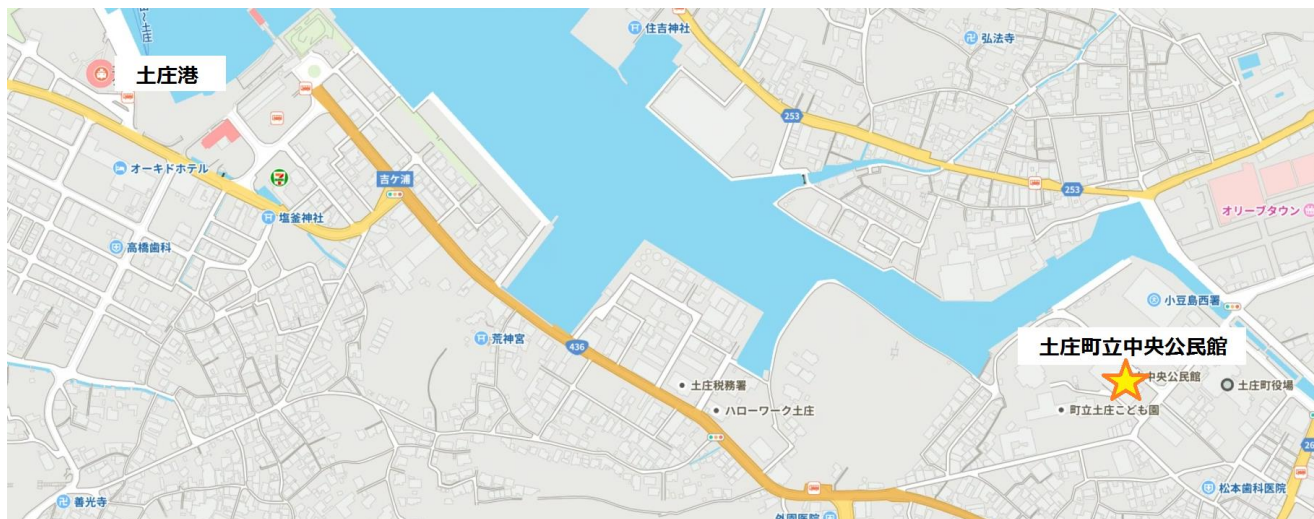 土庄港
住吉神社
弘法寺
253
オーキドホテル
吉ケ浦
253
オリーブタウン
塩釜神社
高橋歯科
小豆島西署
荒神宮
436
土庄町立中央公民館
中央公民館
土庄税務署
土庄町役場
ハローワーク土庄
町立土庄こども園
26
善光寺
松本歯科医院